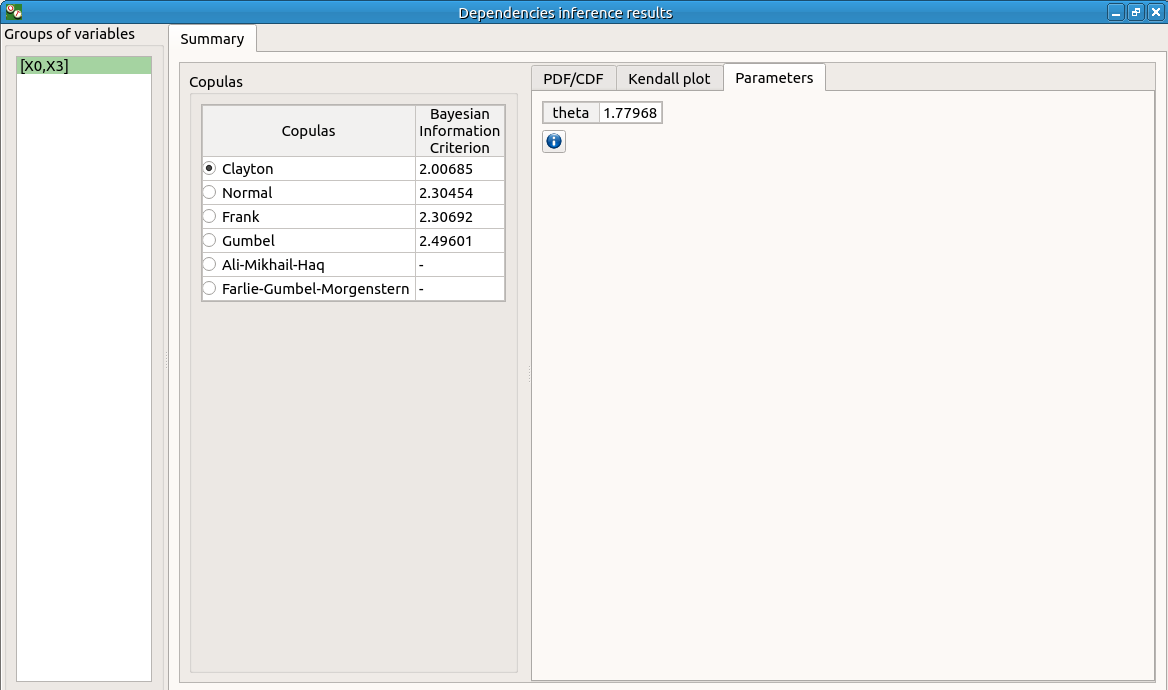 Dependencies inference results
Groups of variables
[X0,X3]
Summary
Copulas
Copulas
Bayesian
Information
Criterion
Clayton 2.00685
Normal 2.30454
Frank 2.30692
Gumbel 2.49601
Ali-Mikhail-Haq -
Farlie-Gumbel-Morgenstern -
PDF/CDF Kendall plot Parameters
theta 1.77968